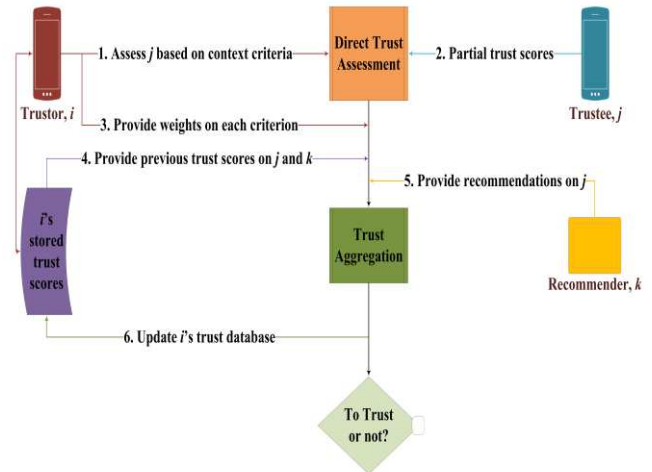 1. Assess j based on context criteria
Direct Trust
Assessment
2. Partial trust scores
Trustor, i
Trustee, j
3. Provide weights on each criterion
4. Provide previous trust scores on j and k
5. Provide recommendations on j
i's
stored
trust
scores
Trust
Aggregation
Recommender, k
6. Update i's trust database
To Trust
or not?